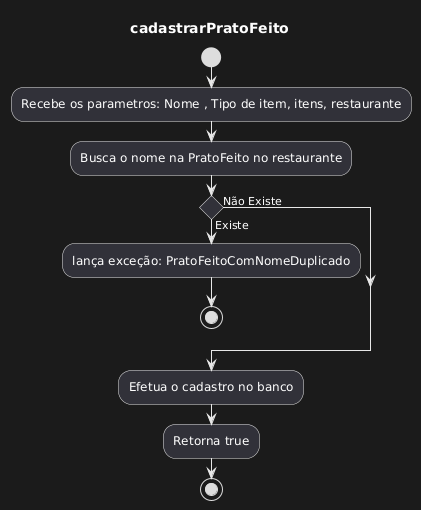 cadastrarPratoFeito
Recebe os parametros: Nome , Tipo de item, itens, restaurante
Busca o nome na PratoFeito no restaurante
Não Existe
Existe
lança exceção: PratoFeitoComNomeDuplicado
Efetua o cadastro no banco
Retorna true